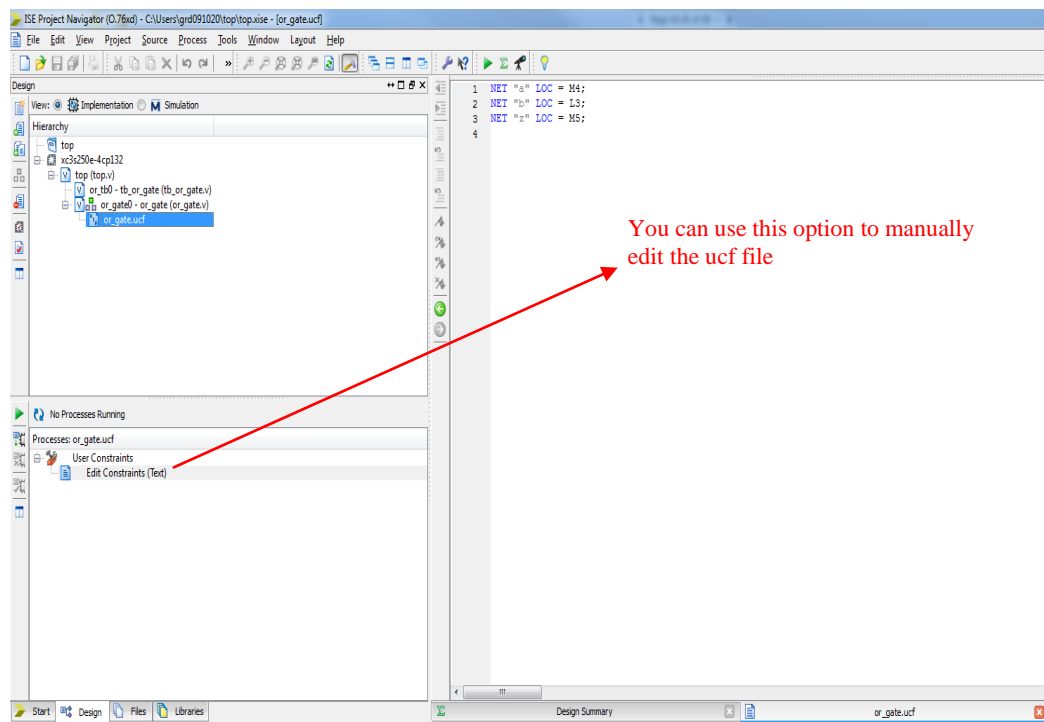 ISE Project Navigator (O.76xd) - C:\Users\grd091020\top\top.xise - [or_gate.ucf]
File Edit View Project Source Process Tools Window Layout Help
Design
View: Implementation Simulation
Hierarchy
top
xc3s250e-4cp132
top (top.v)
or_tb0 - tb_or_gate (tb_or_gate.v)
or_gate0 - or_gate (or_gate.v)
or_gate.ucf
1 NET "a" LOC = M4;
2 NET "b" LOC = L3;
3 NET "z" LOC = M5;
4
You can use this option to manually
edit the ucf file
No Processes Running
Processes: or_gate.ucf
User Constraints
Edit Constraints (Text)
Start Design Files Libraries
Design Summary
or_gate.ucf